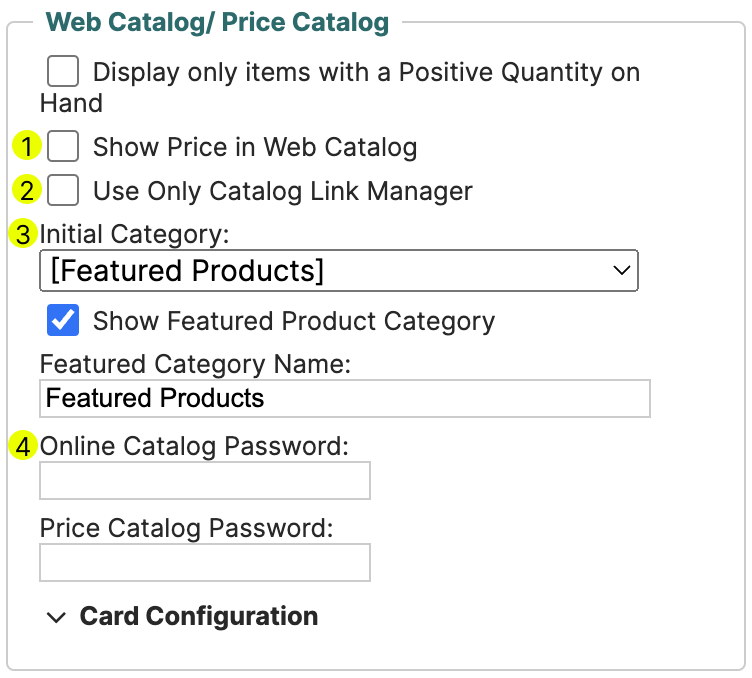 Web Catalog/ Price Catalog
Display only items with a Positive Quantity on
Hand
1 Show Price in Web Catalog
2 Use Only Catalog Link Manager
3 Initial Category:
[Featured Products]
Show Featured Product Category
Featured Category Name:
Featured Products
4 Online Catalog Password:
Price Catalog Password:
Card Configuration